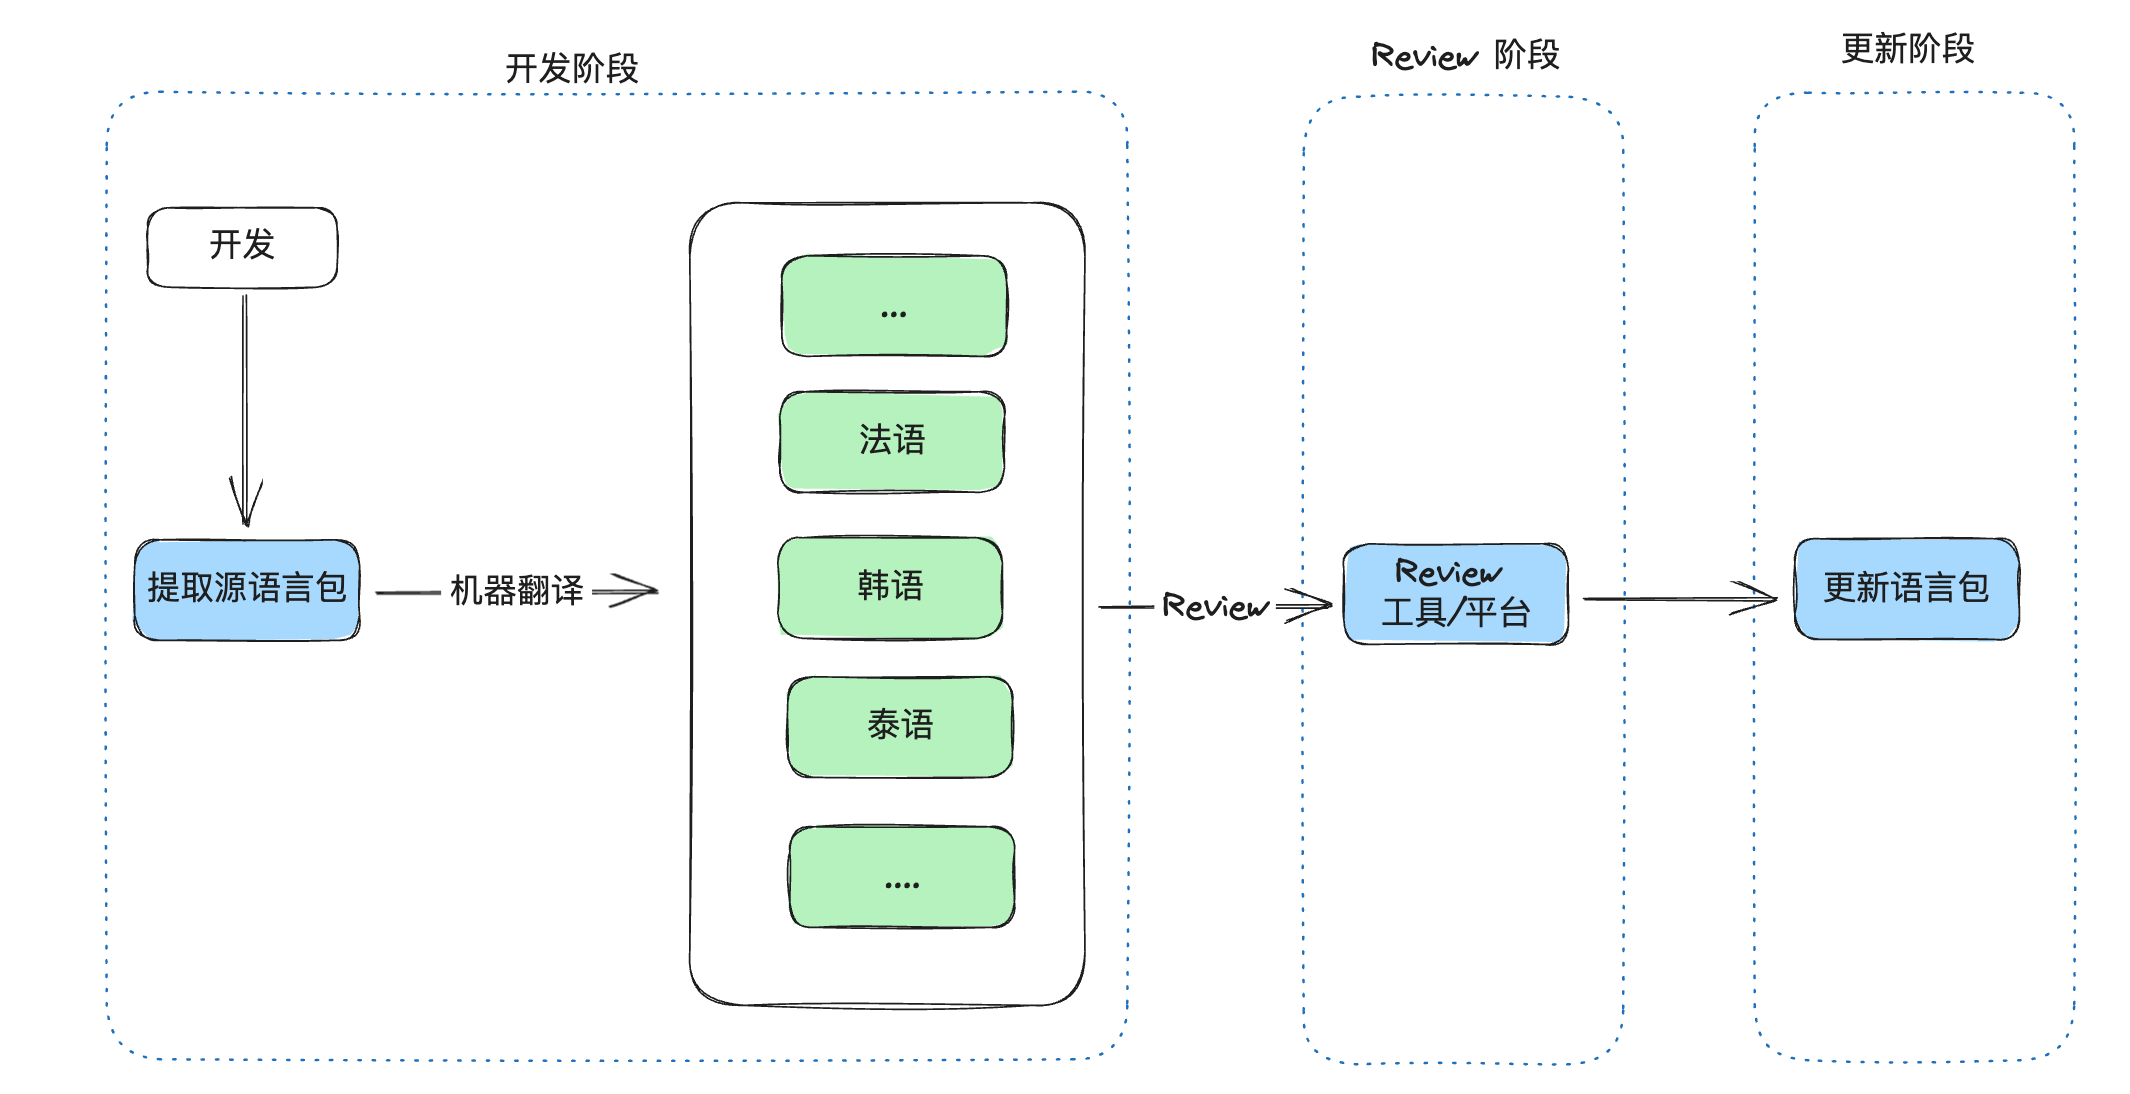 开发阶段
Review 阶段
更新阶段
开发
...
法语
提取源语言包
机器翻译
韩语
Review
Review
工具/平台
更新语言包
泰语
....